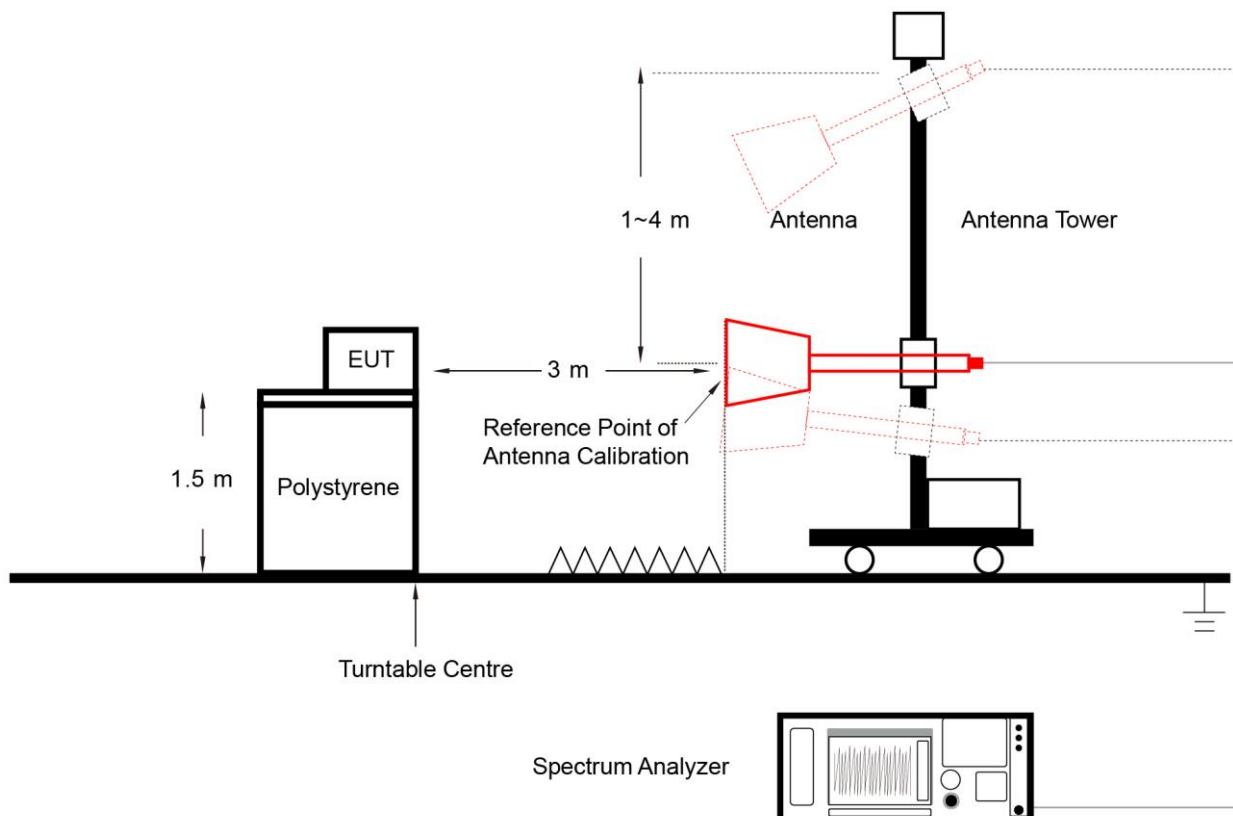 1~4 m
Antenna
Antenna Tower
EUT
3 m
Reference Point of
Antenna Calibration
1.5 m
Polystyrene
Turntable Centre
Spectrum Analyzer